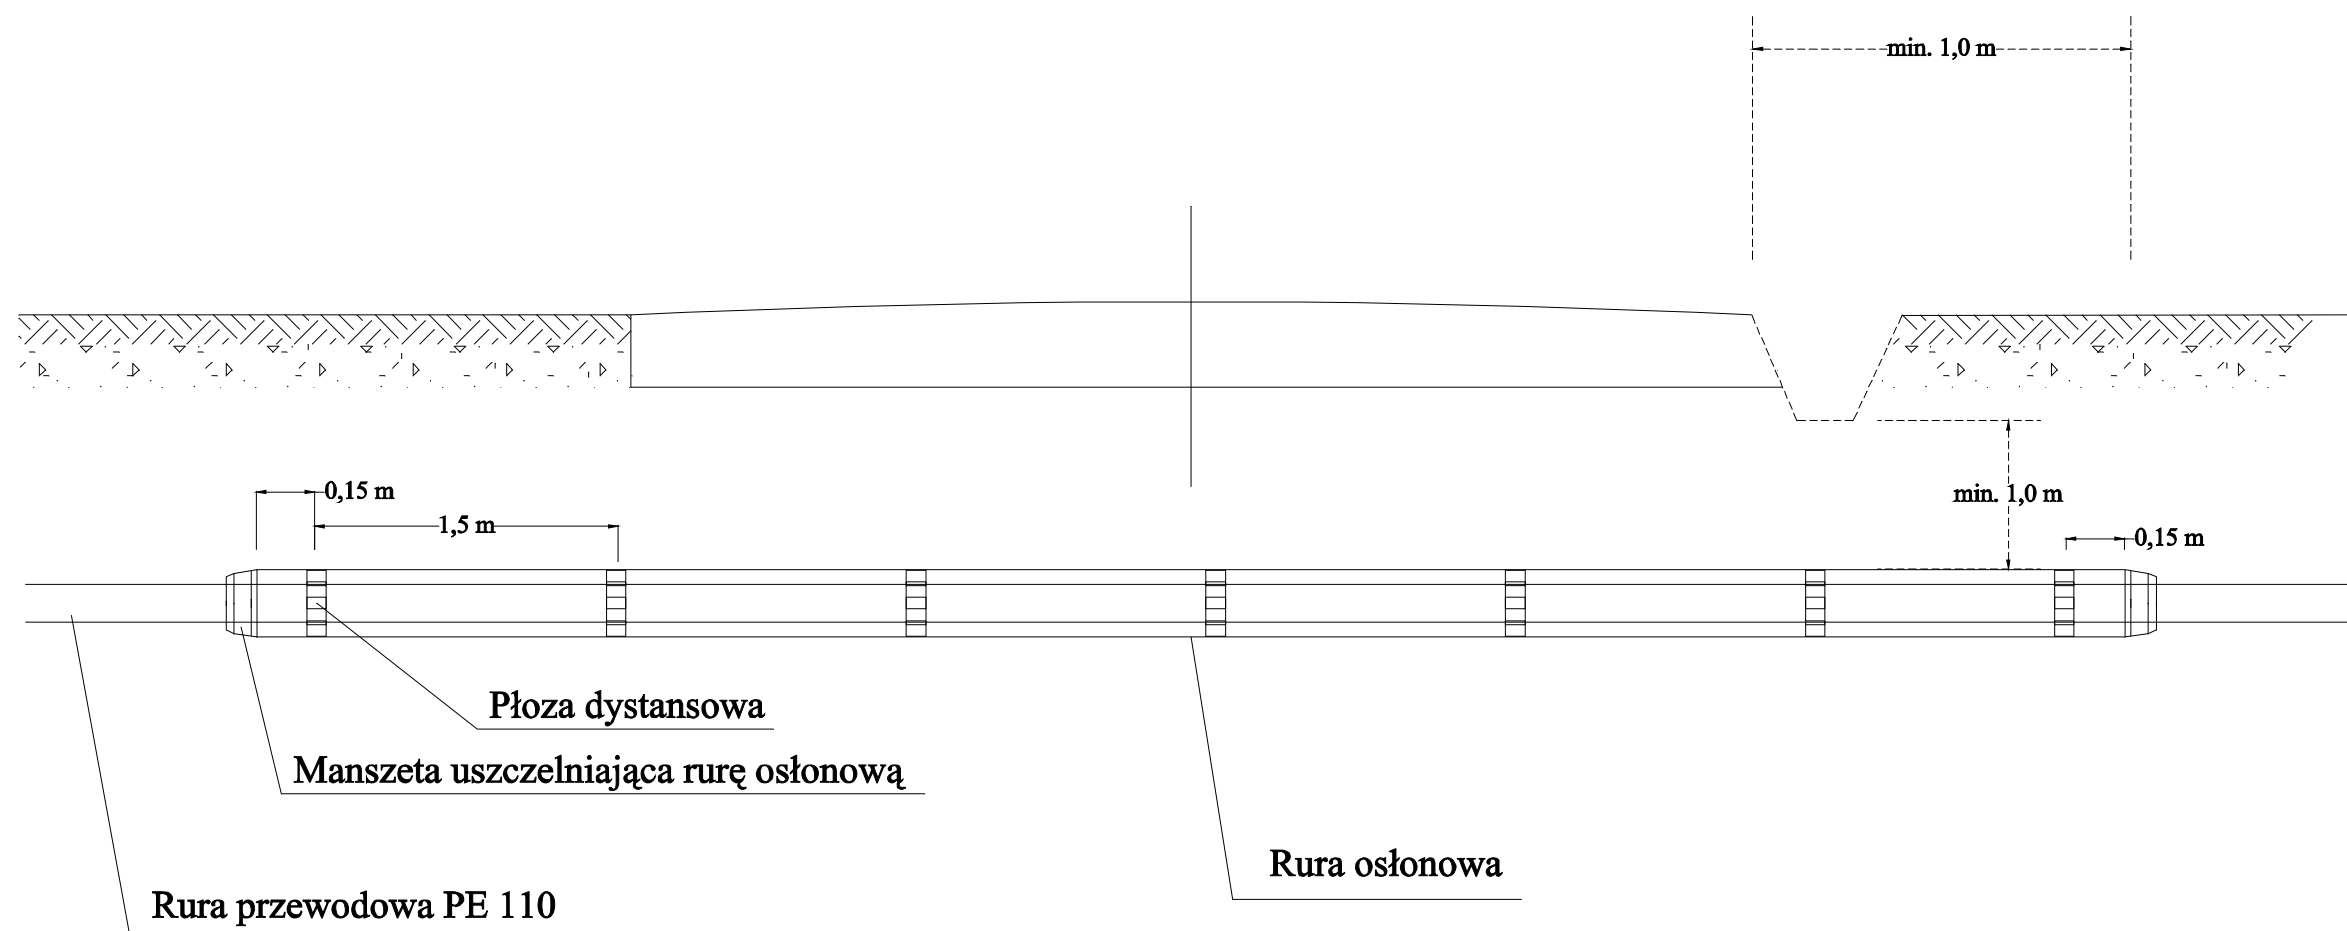 min. 1,0 m
0,15 m
min. 1,0 m
1,5 m
0,15 m
Płoza dystansowa
Manszeta uszczelniająca rurę osłonową
Rura osłonowa
Rura przewodowa PE 110